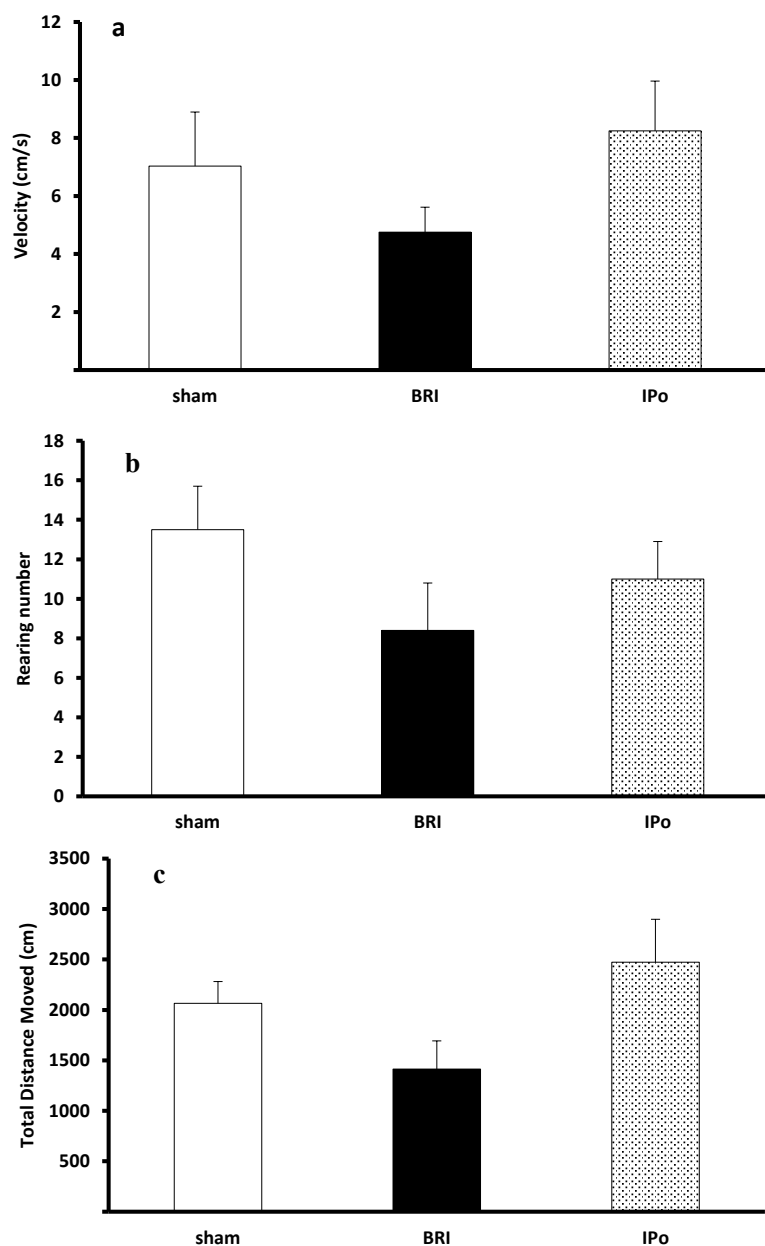 a
Velocity (cm/s)
12
10
8
6
4
2
sham BRI IPo
b
Rearing number
18
16
14
12
10
8
6
4
2
0
sham BRI IPo
c
Total Distance Moved (cm)
3500
3000
2500
2000
1500
1000
500
sham BRI IPo